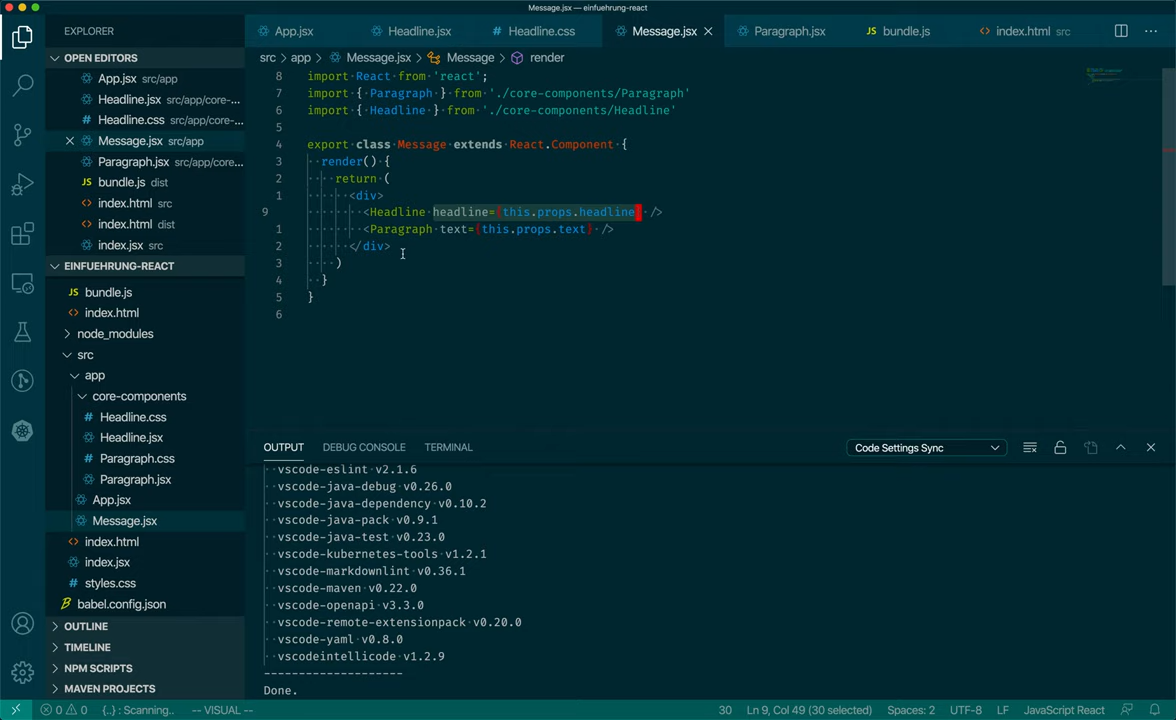 Message.jsx — einfuehrung-react
EXPLORER
App.jsx
Headline.jsx
# Headline.css
Message.jsx
Paragraph.jsx
bundle.js
index.html src
OPEN EDITORS
App.jsx src/app
Headline.jsx src/app/core-...
# Headline.css src/app/core-...
Message.jsx src/app
Paragraph.jsx src/app/core...
JS bundle.js dist
<> index.html src
<> index.html dist
index.jsx src
EINFUEHRUNG-REACT
JS bundle.js
<> index.html
node_modules
src
app
core-components
# Headline.css
Headline.jsx
# Paragraph.css
Paragraph.jsx
App.jsx
Message.jsx
<> index.html
index.jsx
# styles.css
babel.config.json
OUTLINE
TIMELINE
NPM SCRIPTS
MAVEN PROJECTS
src > app > Message.jsx > Message > render
8 import React from 'react';
7 import { Paragraph } from './core-components/Paragraph'
6 import { Headline } from './core-components/Headline'
5
4 export class Message extends React.Component {
3 render() {
2 return (
1 <div>
9 <Headline headline={this.props.headline} />
1 <Paragraph text={this.props.text} />
2 </div>
3 )
4 }
5 }
6
OUTPUT DEBUG CONSOLE TERMINAL
Code Settings Sync
vscode-eslint v2.1.6
vscode-java-debug v0.26.0
vscode-java-dependency v0.10.2
vscode-java-pack v0.9.1
vscode-java-test v0.23.0
vscode-kubernetes-tools v1.2.1
vscode-markdownlint v0.36.1
vscode-maven v0.22.0
vscode-openapi v3.3.0
vscode-remote-extensionpack v0.20.0
vscode-yaml v0.8.0
vscodeintellicode v1.2.9
--------------------
Done.
0 0 {..} : Scanning.. -- VISUAL -- 30 Ln 9, Col 49 (30 selected) Spaces: 2 UTF-8 LF JavaScript React